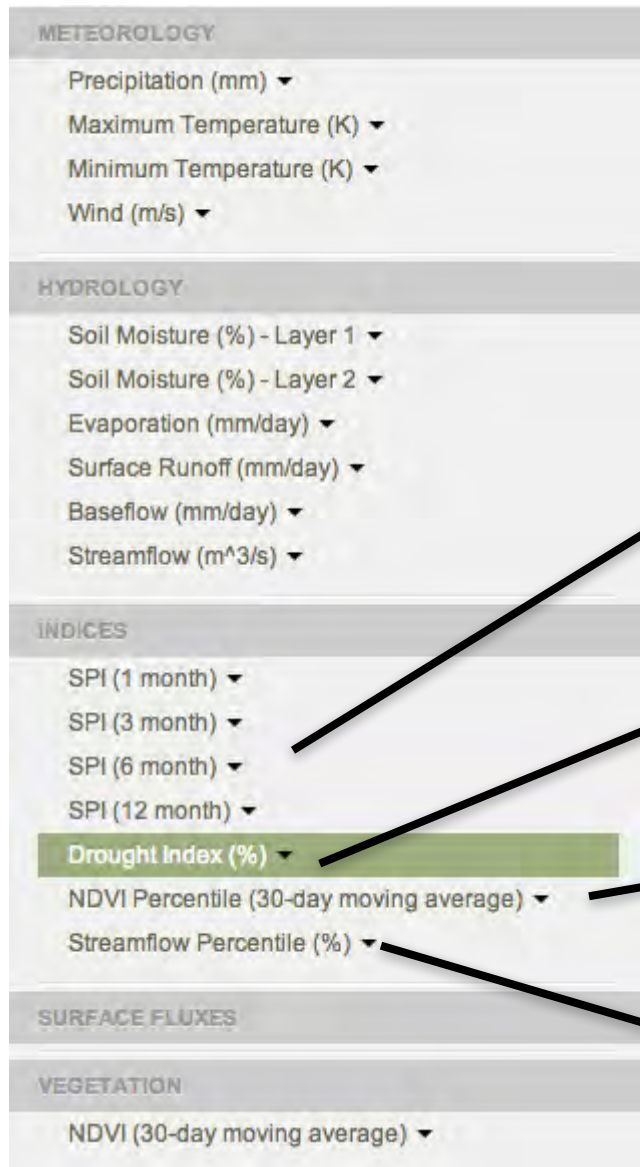 METEOROLOGY
Precipitation (mm)
Maximum Temperature (K)
Minimum Temperature (K)
Wind (m/s)
HYDROLOGY
Soil Moisture (%) - Layer 1
Soil Moisture (%) - Layer 2
Evaporation (mm/day)
Surface Runoff (mm/day)
Baseflow (mm/day)
Streamflow (m^3/s)
INDICES
SPI (1 month)
SPI (3 month)
SPI (6 month)
SPI (12 month)
Drought Index (%)
NDVI Percentile (30-day moving average)
Streamflow Percentile (%)
SURFACE FLUXES
VEGETATION
NDVI (30-day moving average)